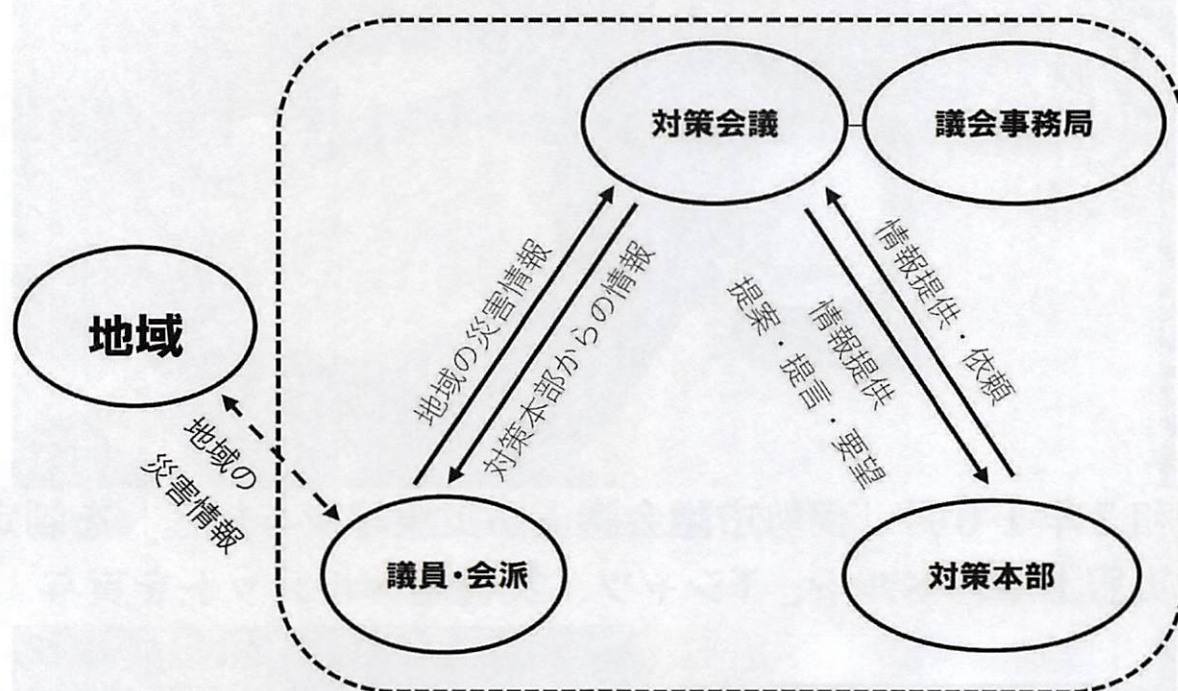 対策会議
議会事務局
地域
地域の災害情報
対策本部からの情報
提案・提言・要望
情報提供
情報提供・依頼
地域の
災害情報
議員・会派
対策本部